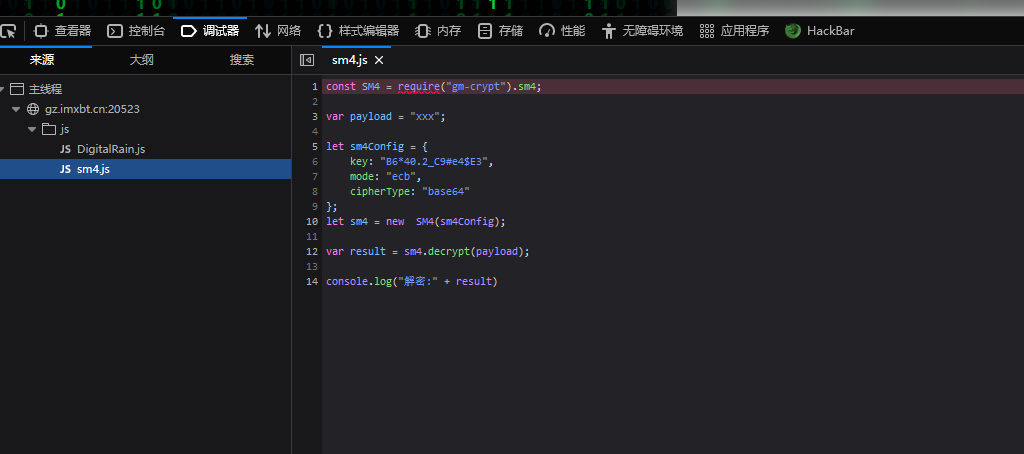 查看器 控制台 调试器 网络 样式编辑器 内存 存储 性能 无障碍环境 应用程序 HackBar
来源 大纲 搜索
sm4.js
主线程
gz.imxbt.cn:20523
js
JS DigitalRain.js
JS sm4.js
1 const SM4 = require("gm-crypt").sm4;
2
3 var payload = "xxx";
4
5 let sm4Config = {
6 key: "B6*40.2_C9#e4$E3",
7 mode: "ecb",
8 cipherType: "base64"
9 };
10 let sm4 = new  SM4(sm4Config);
11
12 var result = sm4.decrypt(payload);
13
14 console.log("解密:" + result)